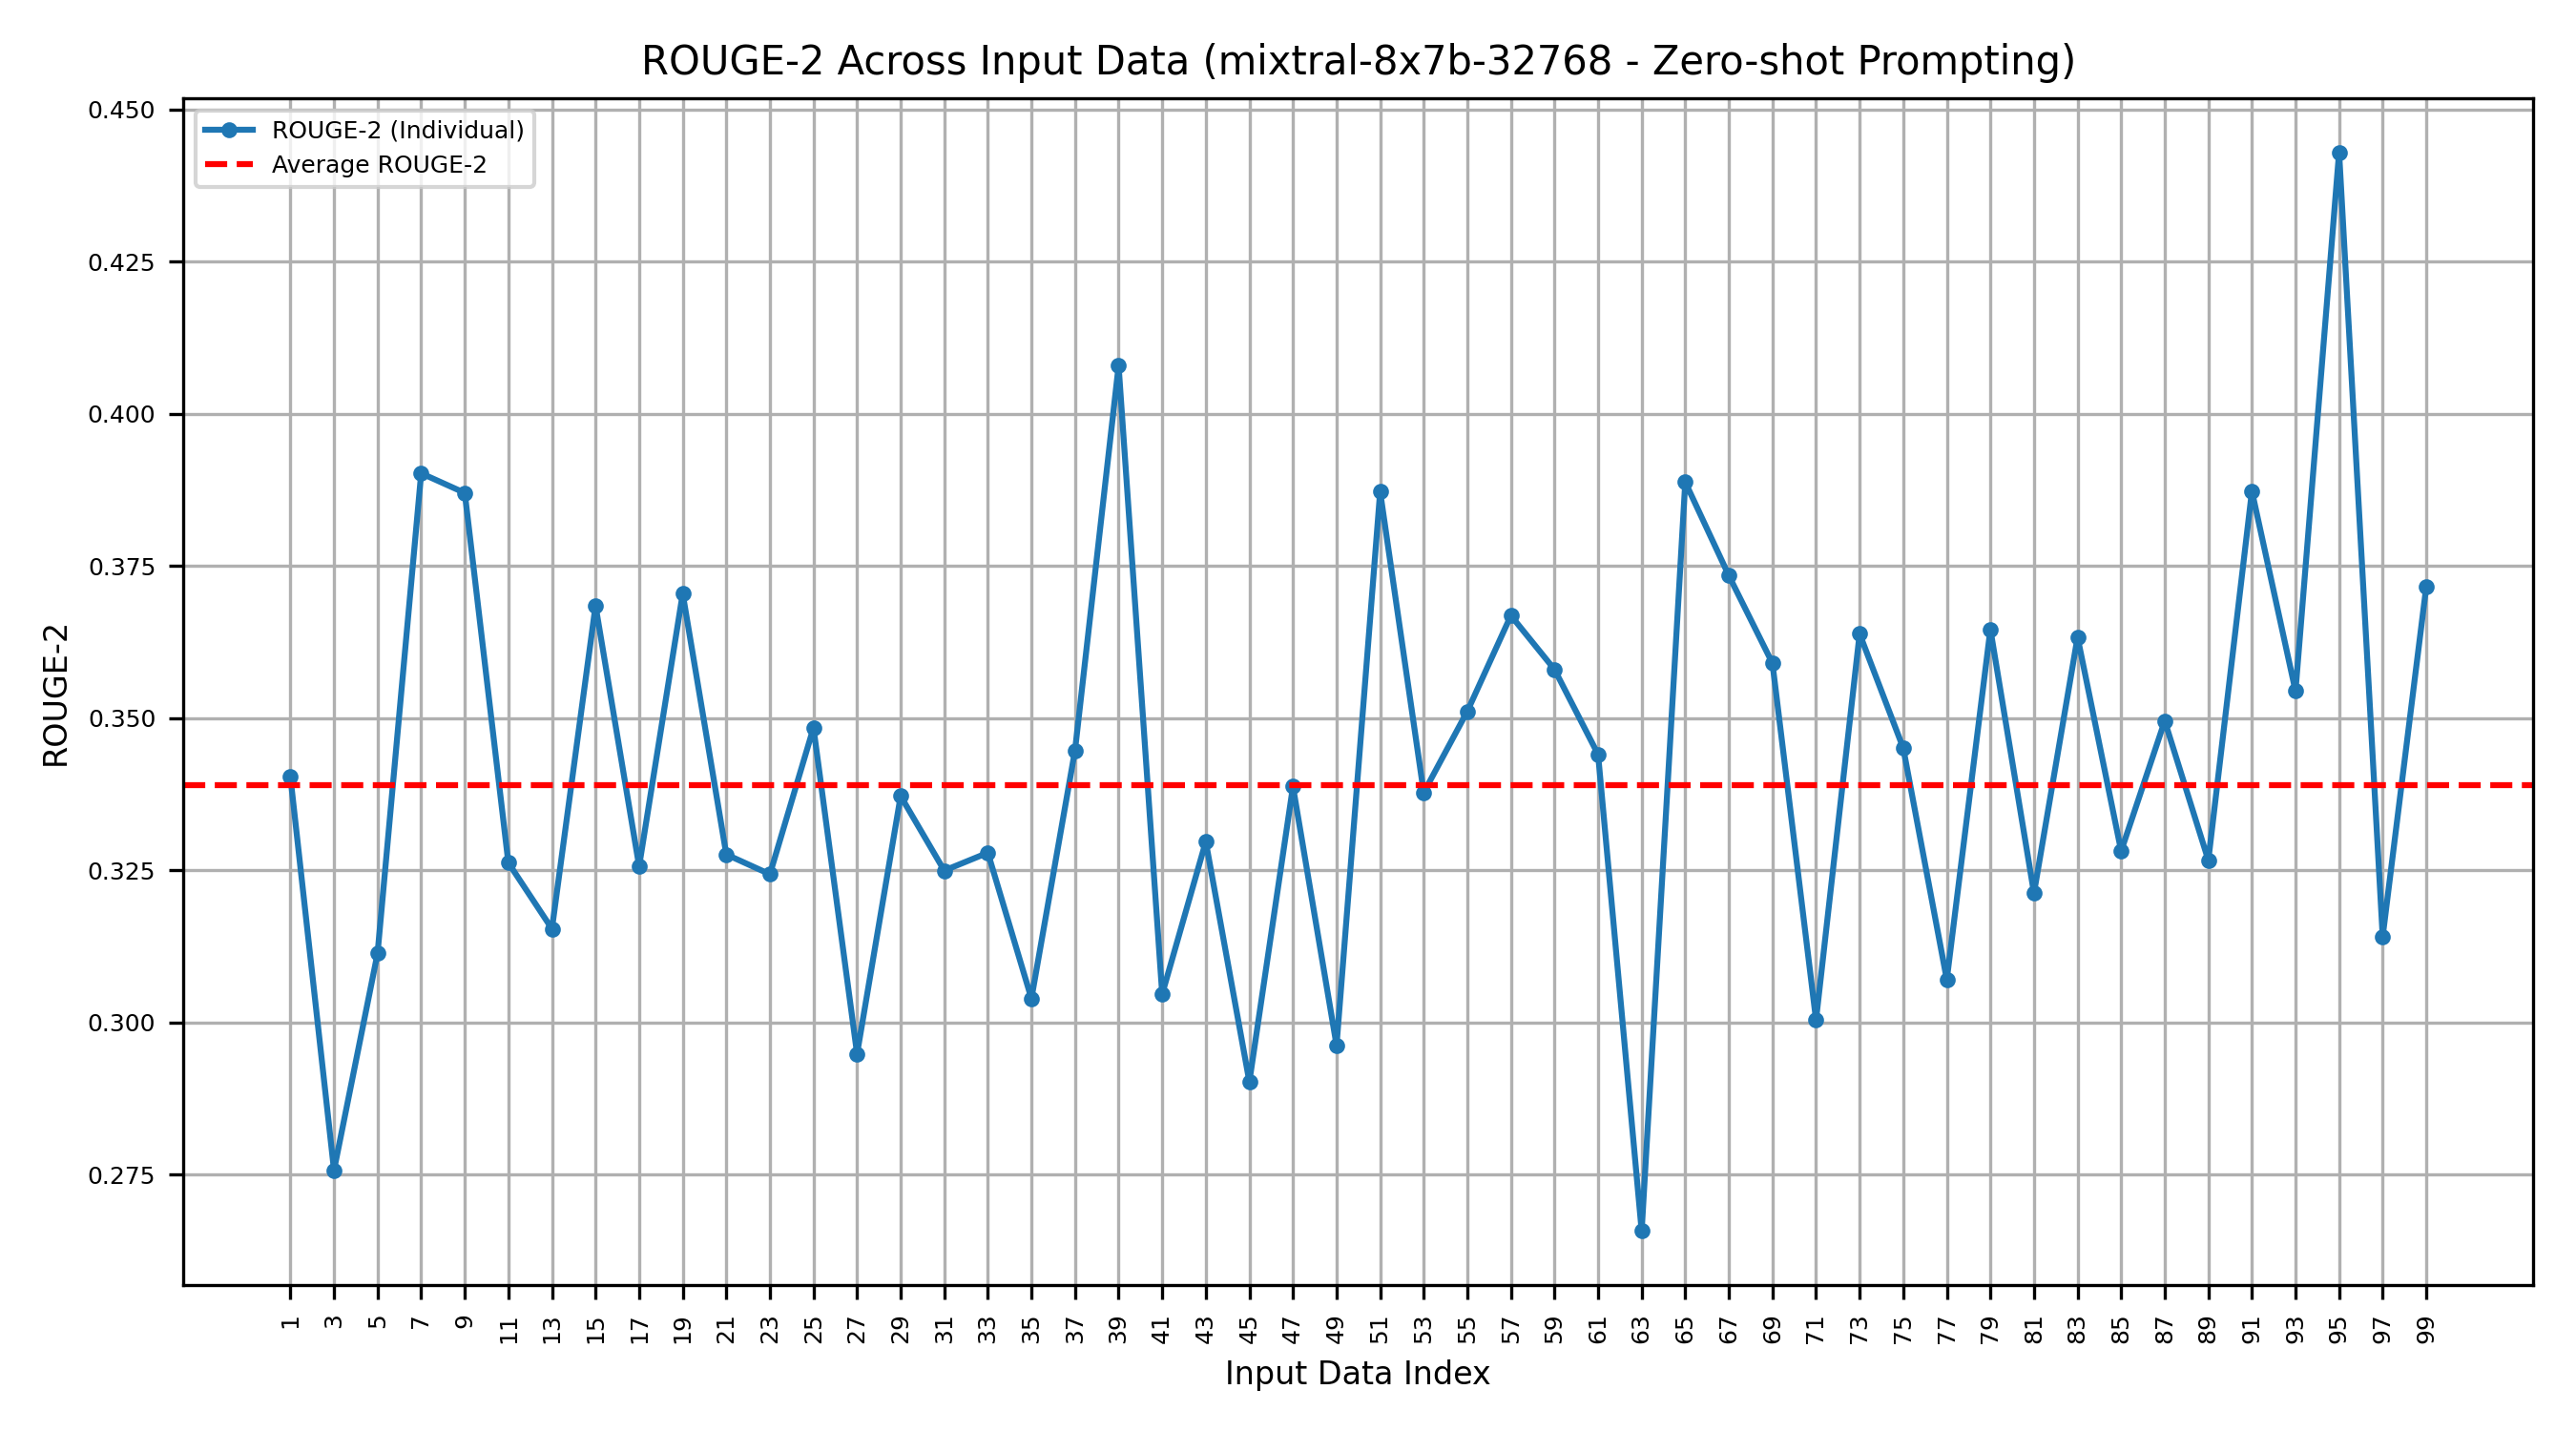 ROUGE-2 Across Input Data (mixtral-8x7b-32768 - Zero-shot Prompting)
ROUGE-2 (Individual)
Average ROUGE-2
0.450
0.425
0.400
0.375
0.350
0.325
0.300
0.275
ROUGE-2
1 3 5 7 9 11 13 15 17 19 21 23 25 27 29 31 33 35 37 39 41 43 45 47 49 51 53 55 57 59 61 63 65 67 69 71 73 75 77 79 81 83 85 87 89 91 93 95 97 99
Input Data Index